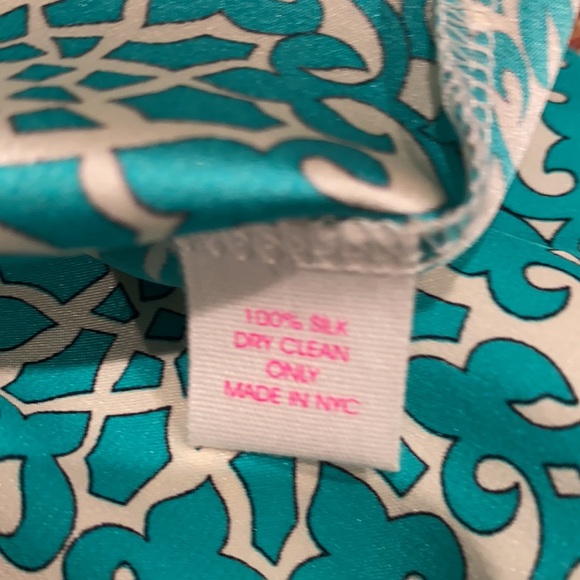 100% SILK
DRY CLEAN
ONLY
MADE IN NYC